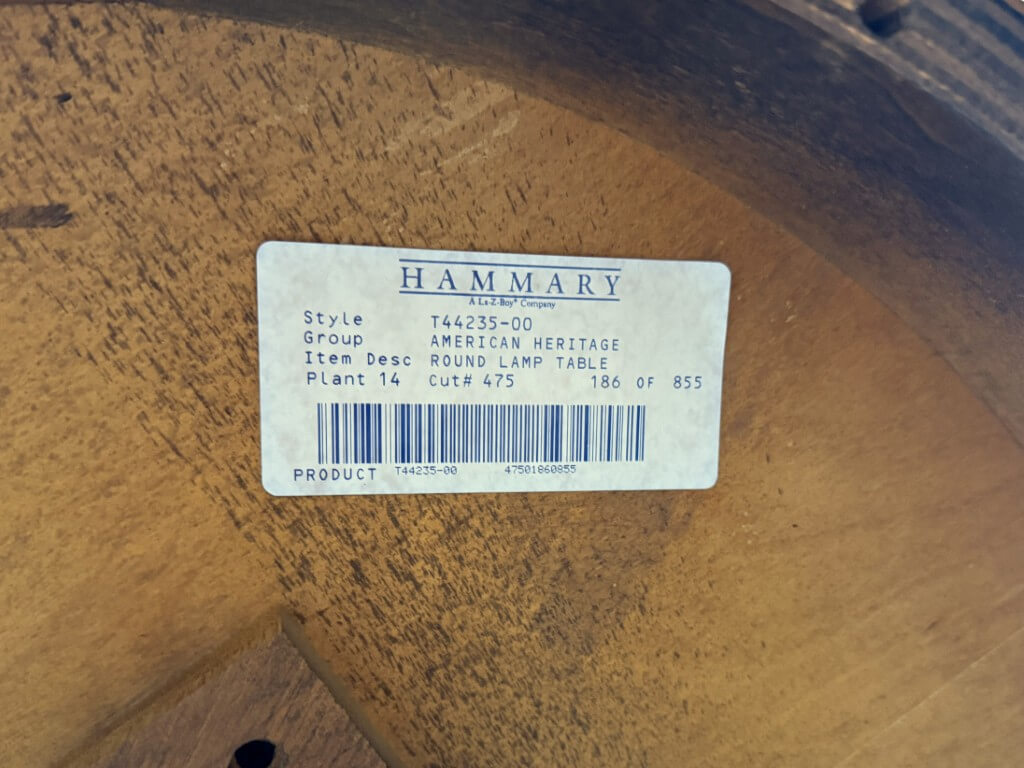 HAMMARY
A La-Z-Boy® Company
Style T44235-00
Group AMERICAN HERITAGE
Item Desc ROUND LAMP TABLE
Plant 14 Cut# 475 186 OF 855
PRODUCT T44235-00 47501860855